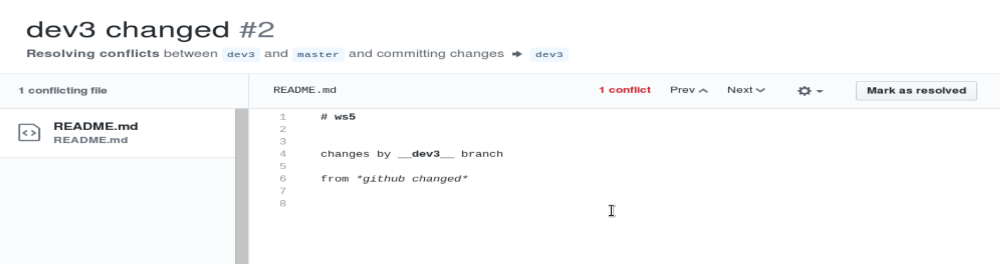 dev3 changed #2
Resolving conflicts between dev3 and master and committing changes → dev3
1 conflicting file
README.md 1 conflict Prev Next Mark as resolved
README.md
README.md
1 # ws5
2
3
4 changes by __dev3__ branch
5
6 from *github changed*
7
8